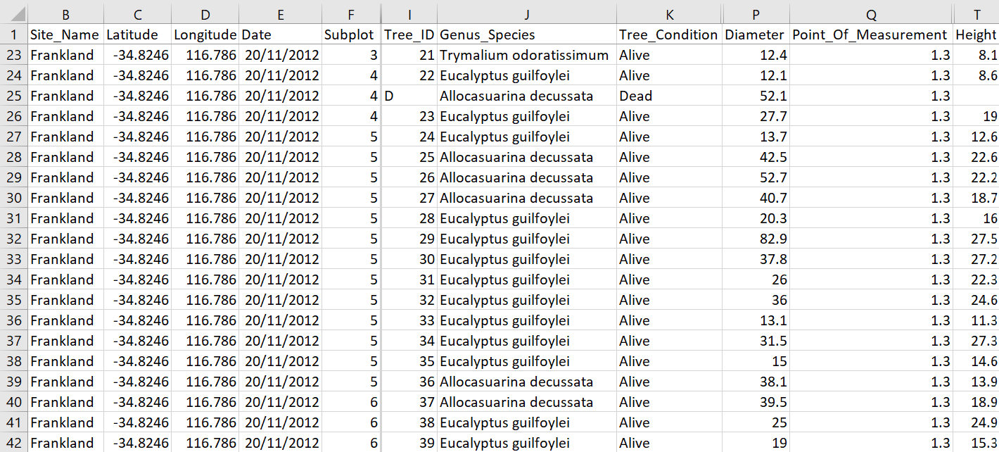 B C D E F I J K P Q T
1 Site_Name Latitude Longitude Date Subplot Tree_ID Genus_Species Tree_Condition Diameter Point_Of_Measurement Height
23 Frankland -34.8246 116.786 20/11/2012 3 21 Trymalium odoratissimum Alive 12.4 1.3 8.1
24 Frankland -34.8246 116.786 20/11/2012 4 22 Eucalyptus guilfoylei Alive 12.1 1.3 8.6
25 Frankland -34.8246 116.786 20/11/2012 4 D Allocasuarina decussata Dead 52.1 1.3
26 Frankland -34.8246 116.786 20/11/2012 4 23 Eucalyptus guilfoylei Alive 27.7 1.3 19
27 Frankland -34.8246 116.786 20/11/2012 5 24 Eucalyptus guilfoylei Alive 13.7 1.3 12.6
28 Frankland -34.8246 116.786 20/11/2012 5 25 Allocasuarina decussata Alive 42.5 1.3 22.6
29 Frankland -34.8246 116.786 20/11/2012 5 26 Allocasuarina decussata Alive 52.7 1.3 22.2
30 Frankland -34.8246 116.786 20/11/2012 5 27 Allocasuarina decussata Alive 40.7 1.3 18.7
31 Frankland -34.8246 116.786 20/11/2012 5 28 Eucalyptus guilfoylei Alive 20.3 1.3 16
32 Frankland -34.8246 116.786 20/11/2012 5 29 Eucalyptus guilfoylei Alive 82.9 1.3 27.5
33 Frankland -34.8246 116.786 20/11/2012 5 30 Eucalyptus guilfoylei Alive 37.8 1.3 27.2
34 Frankland -34.8246 116.786 20/11/2012 5 31 Eucalyptus guilfoylei Alive 26 1.3 22.3
35 Frankland -34.8246 116.786 20/11/2012 5 32 Eucalyptus guilfoylei Alive 36 1.3 24.6
36 Frankland -34.8246 116.786 20/11/2012 5 33 Eucalyptus guilfoylei Alive 13.1 1.3 11.3
37 Frankland -34.8246 116.786 20/11/2012 5 34 Eucalyptus guilfoylei Alive 31.5 1.3 27.3
38 Frankland -34.8246 116.786 20/11/2012 5 35 Eucalyptus guilfoylei Alive 15 1.3 14.6
39 Frankland -34.8246 116.786 20/11/2012 5 36 Allocasuarina decussata Alive 38.1 1.3 13.9
40 Frankland -34.8246 116.786 20/11/2012 6 37 Allocasuarina decussata Alive 39.5 1.3 18.9
41 Frankland -34.8246 116.786 20/11/2012 6 38 Eucalyptus guilfoylei Alive 25 1.3 24.9
42 Frankland -34.8246 116.786 20/11/2012 6 39 Eucalyptus guilfoylei Alive 19 1.3 15.3